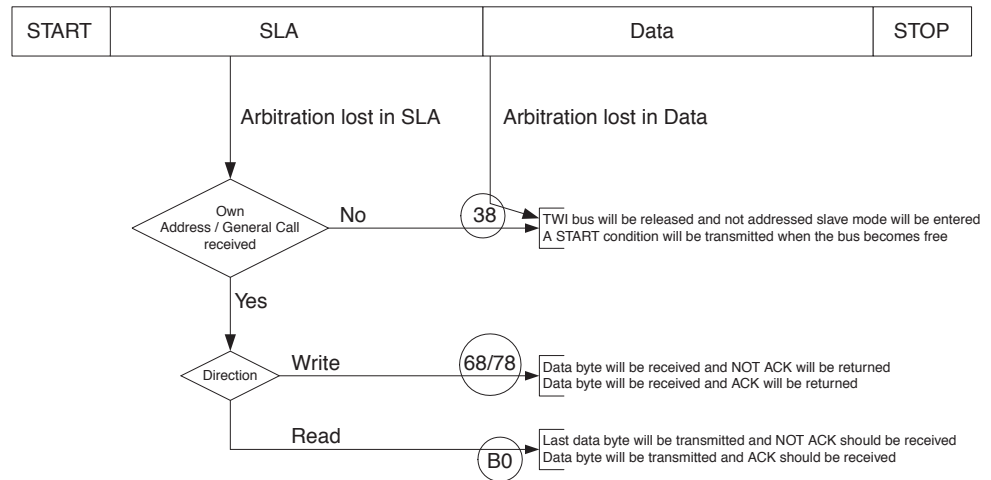 START SLA Data STOP
Arbitration lost in SLA Arbitration lost in Data
Own
Address / General Call
received
No
38
TWI bus will be released and not addressed slave mode will be entered
A START condition will be transmitted when the bus becomes free
Yes
Direction
Write
68/78
Data byte will be received and NOT ACK will be returned
Data byte will be received and ACK will be returned
Read
B0
Last data byte will be transmitted and NOT ACK should be received
Data byte will be transmitted and ACK should be received